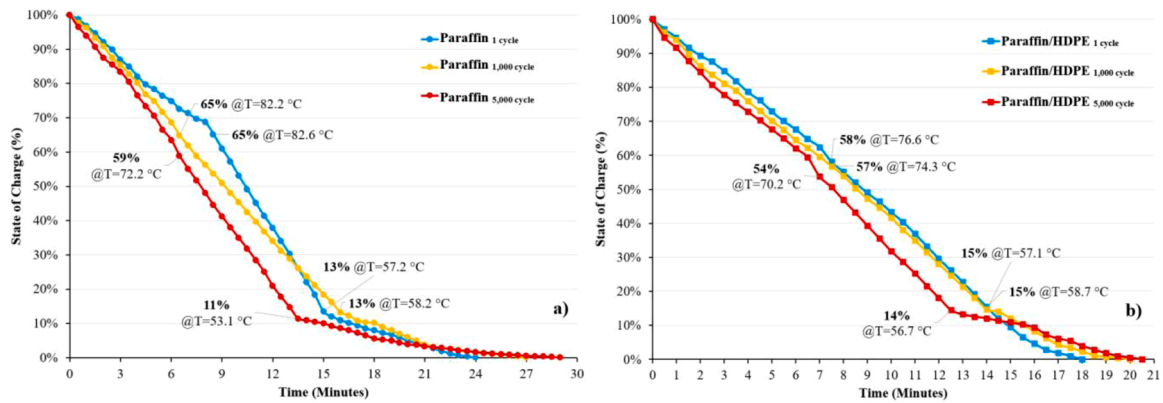 100%
90%
80%
70%
60%
50%
40%
30%
20%
10%
0%
State of Charge (%)
0 3 6 9 12 15 18 21 24 27 30
Time (Minutes)
Paraffin 1 cycle
Paraffin 1,000 cycle
Paraffin 5,000 cycle
65% @T=82.2 °C
65% @T=82.6 °C
59%
@T=72.2 °C
13% @T=57.2 °C
13% @T=58.2 °C
11%
@T=53.1 °C
a)
100%
90%
80%
70%
60%
50%
40%
30%
20%
10%
0%
State of Charge (%)
0 1 2 3 4 5 6 7 8 9 10 11 12 13 14 15 16 17 18 19 20 21
Time (Minutes)
Paraffin/HDPE 1 cycle
Paraffin/HDPE 1,000 cycle
Paraffin/HDPE 5,000 cycle
58% @T=76.6 °C
57% @T=74.3 °C
54%
@T=70.2 °C
15% @T=57.1 °C
15% @T=58.7 °C
14%
@T=56.7 °C
b)